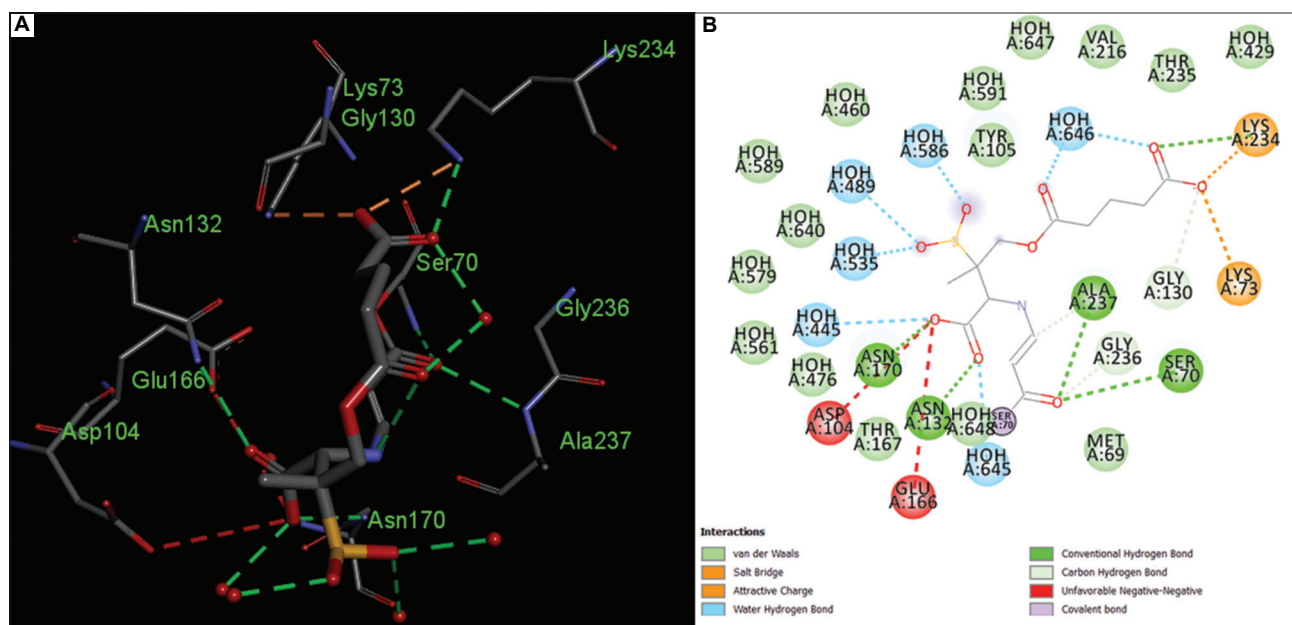 A
Lys234
Lys73
Gly130
Asn132
Ser70
Gly236
Glu166
Asp104
Ala237
Asn170
B
HOH
A:647
VAL
A:216
HOH
A:429
THR
A:235
HOH
A:591
HOH
A:460
HOH
A:586
TYR
A:105
HOH
A:646
LYS
A:234
HOH
A:589
HOH
A:489
O
O
O
O
HOH
A:640
HOH
A:535
O
S
O
HOH
A:579
GLY
A:130
LYS
A:73
ALA
A:237
HOH
A:445
O
N
HOH
A:561
HOH
A:476
ASN
A:170
O
GLY
A:236
SER
A:70
ASP
A:104
THR
A:167
ASN
A:132
HOH
A:648
SER
A:70
O
MET
A:69
HOH
A:645
GLU
A:166
Interactions
van der Waals
Salt Bridge
Attractive Charge
Water Hydrogen Bond
Conventional Hydrogen Bond
Carbon Hydrogen Bond
Unfavorable Negative-Negative
Covalent bond